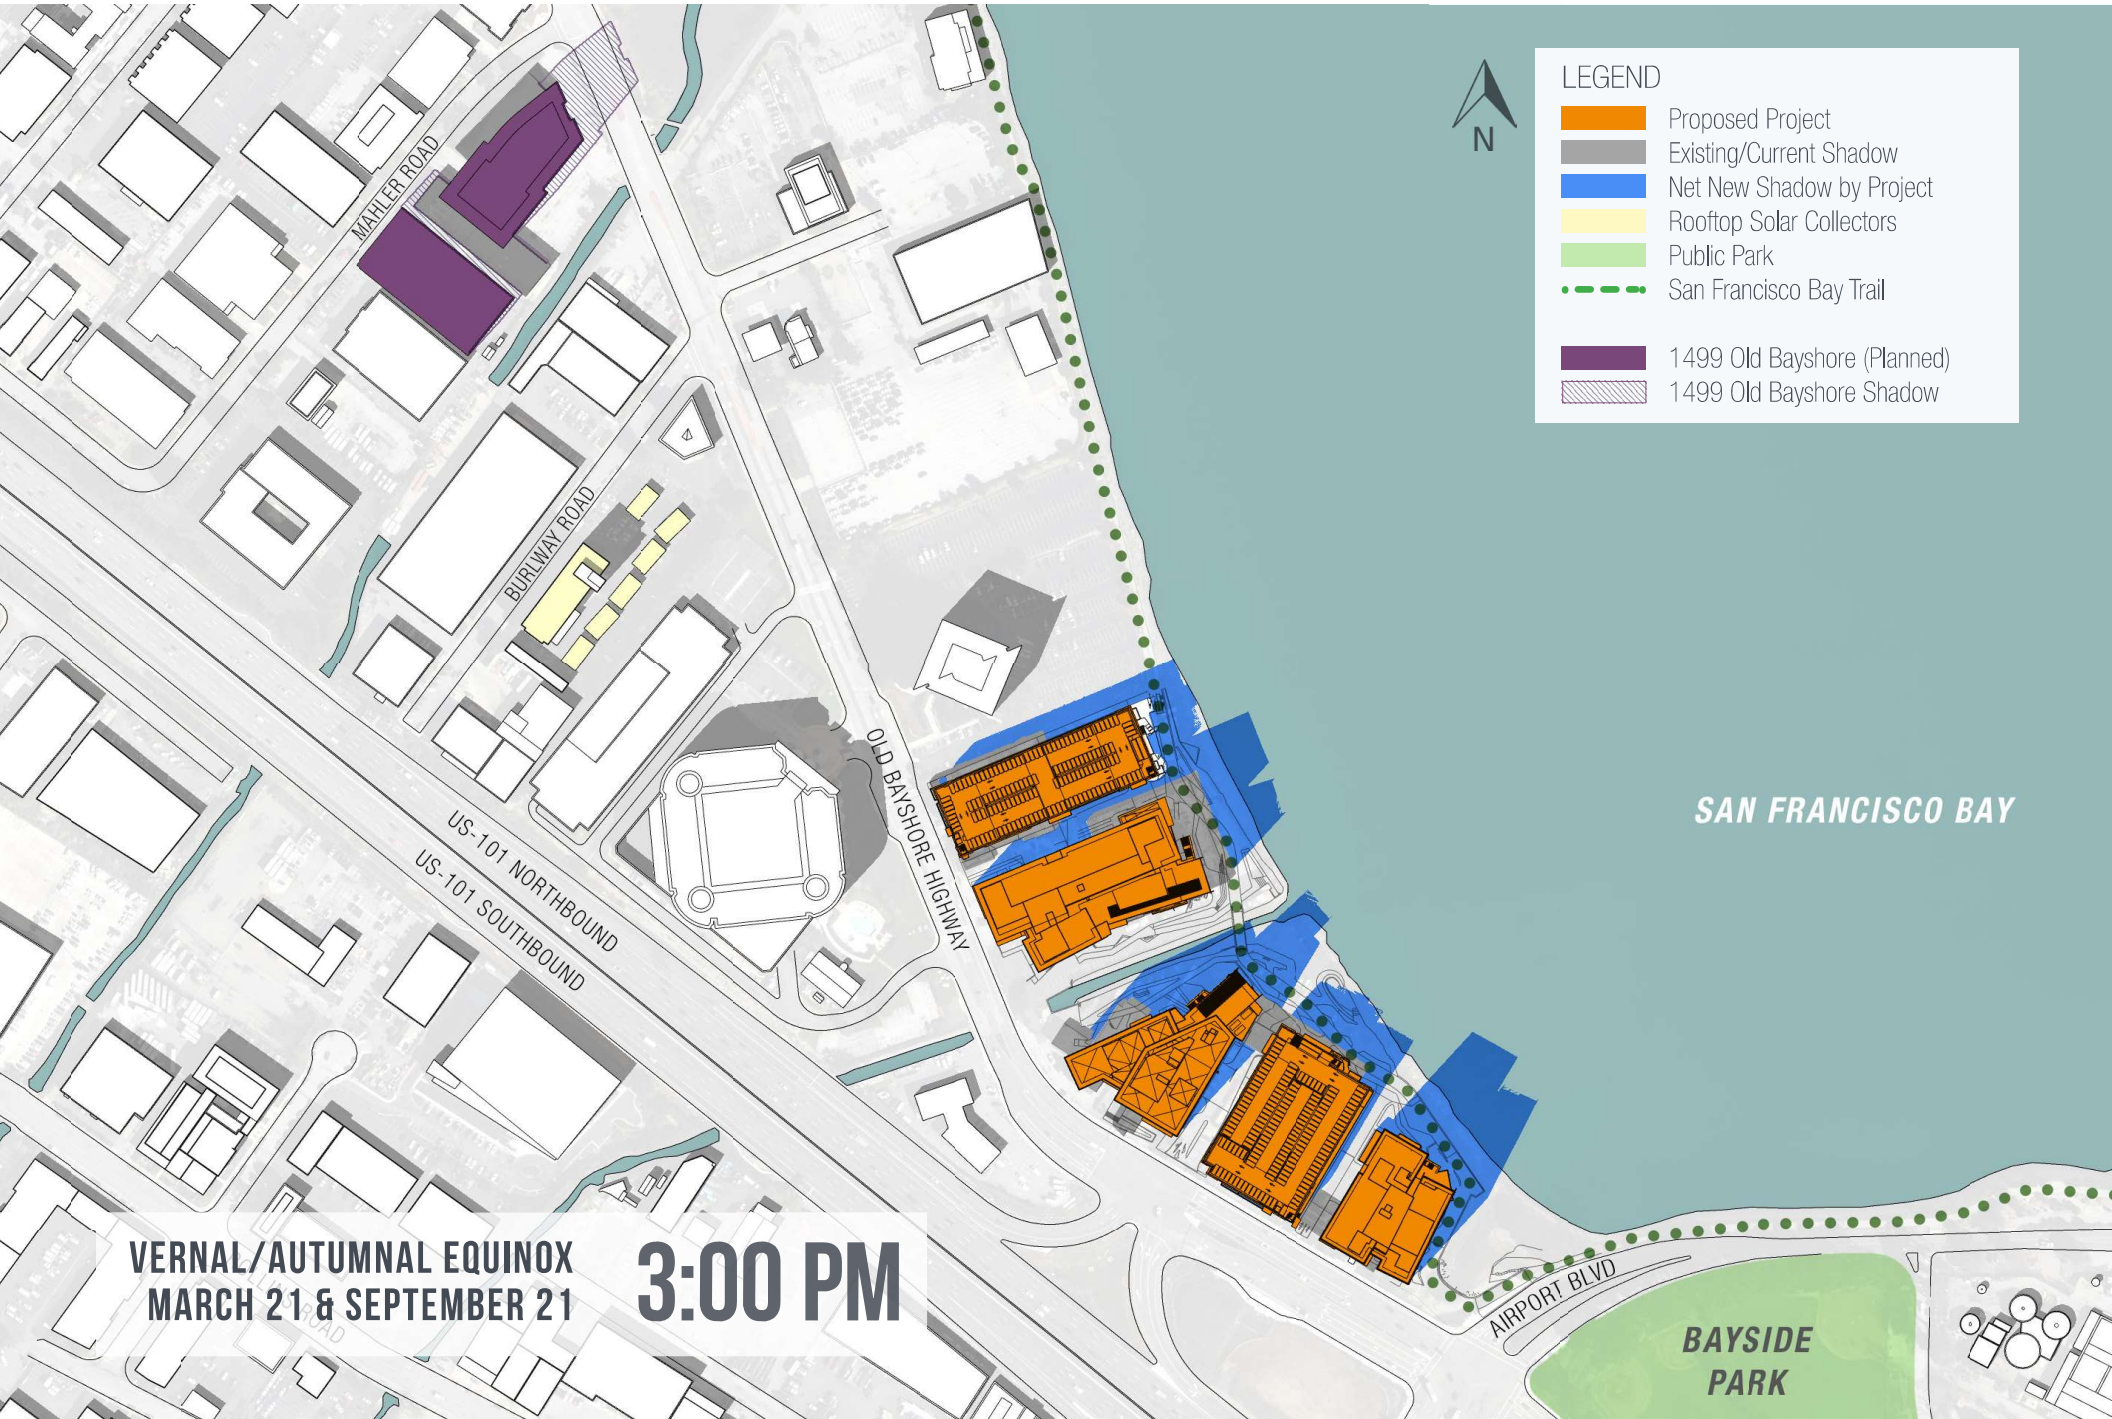 LEGEND
Proposed Project
Existing/Current Shadow
Net New Shadow by Project
Rooftop Solar Collectors
Public Park
San Francisco Bay Trail
1499 Old Bayshore (Planned)
1499 Old Bayshore Shadow
N
MAHLER ROAD
BURLWAY ROAD
OLD BAYSHORE HIGHWAY
US-101 NORTHBOUND
US-101 SOUTHBOUND
SAN FRANCISCO BAY
AIRPORT BLVD
BAYSIDE
PARK
VERNAL/AUTUMNAL EQUINOX
MARCH 21 & SEPTEMBER 21
3:00 PM
ROAD